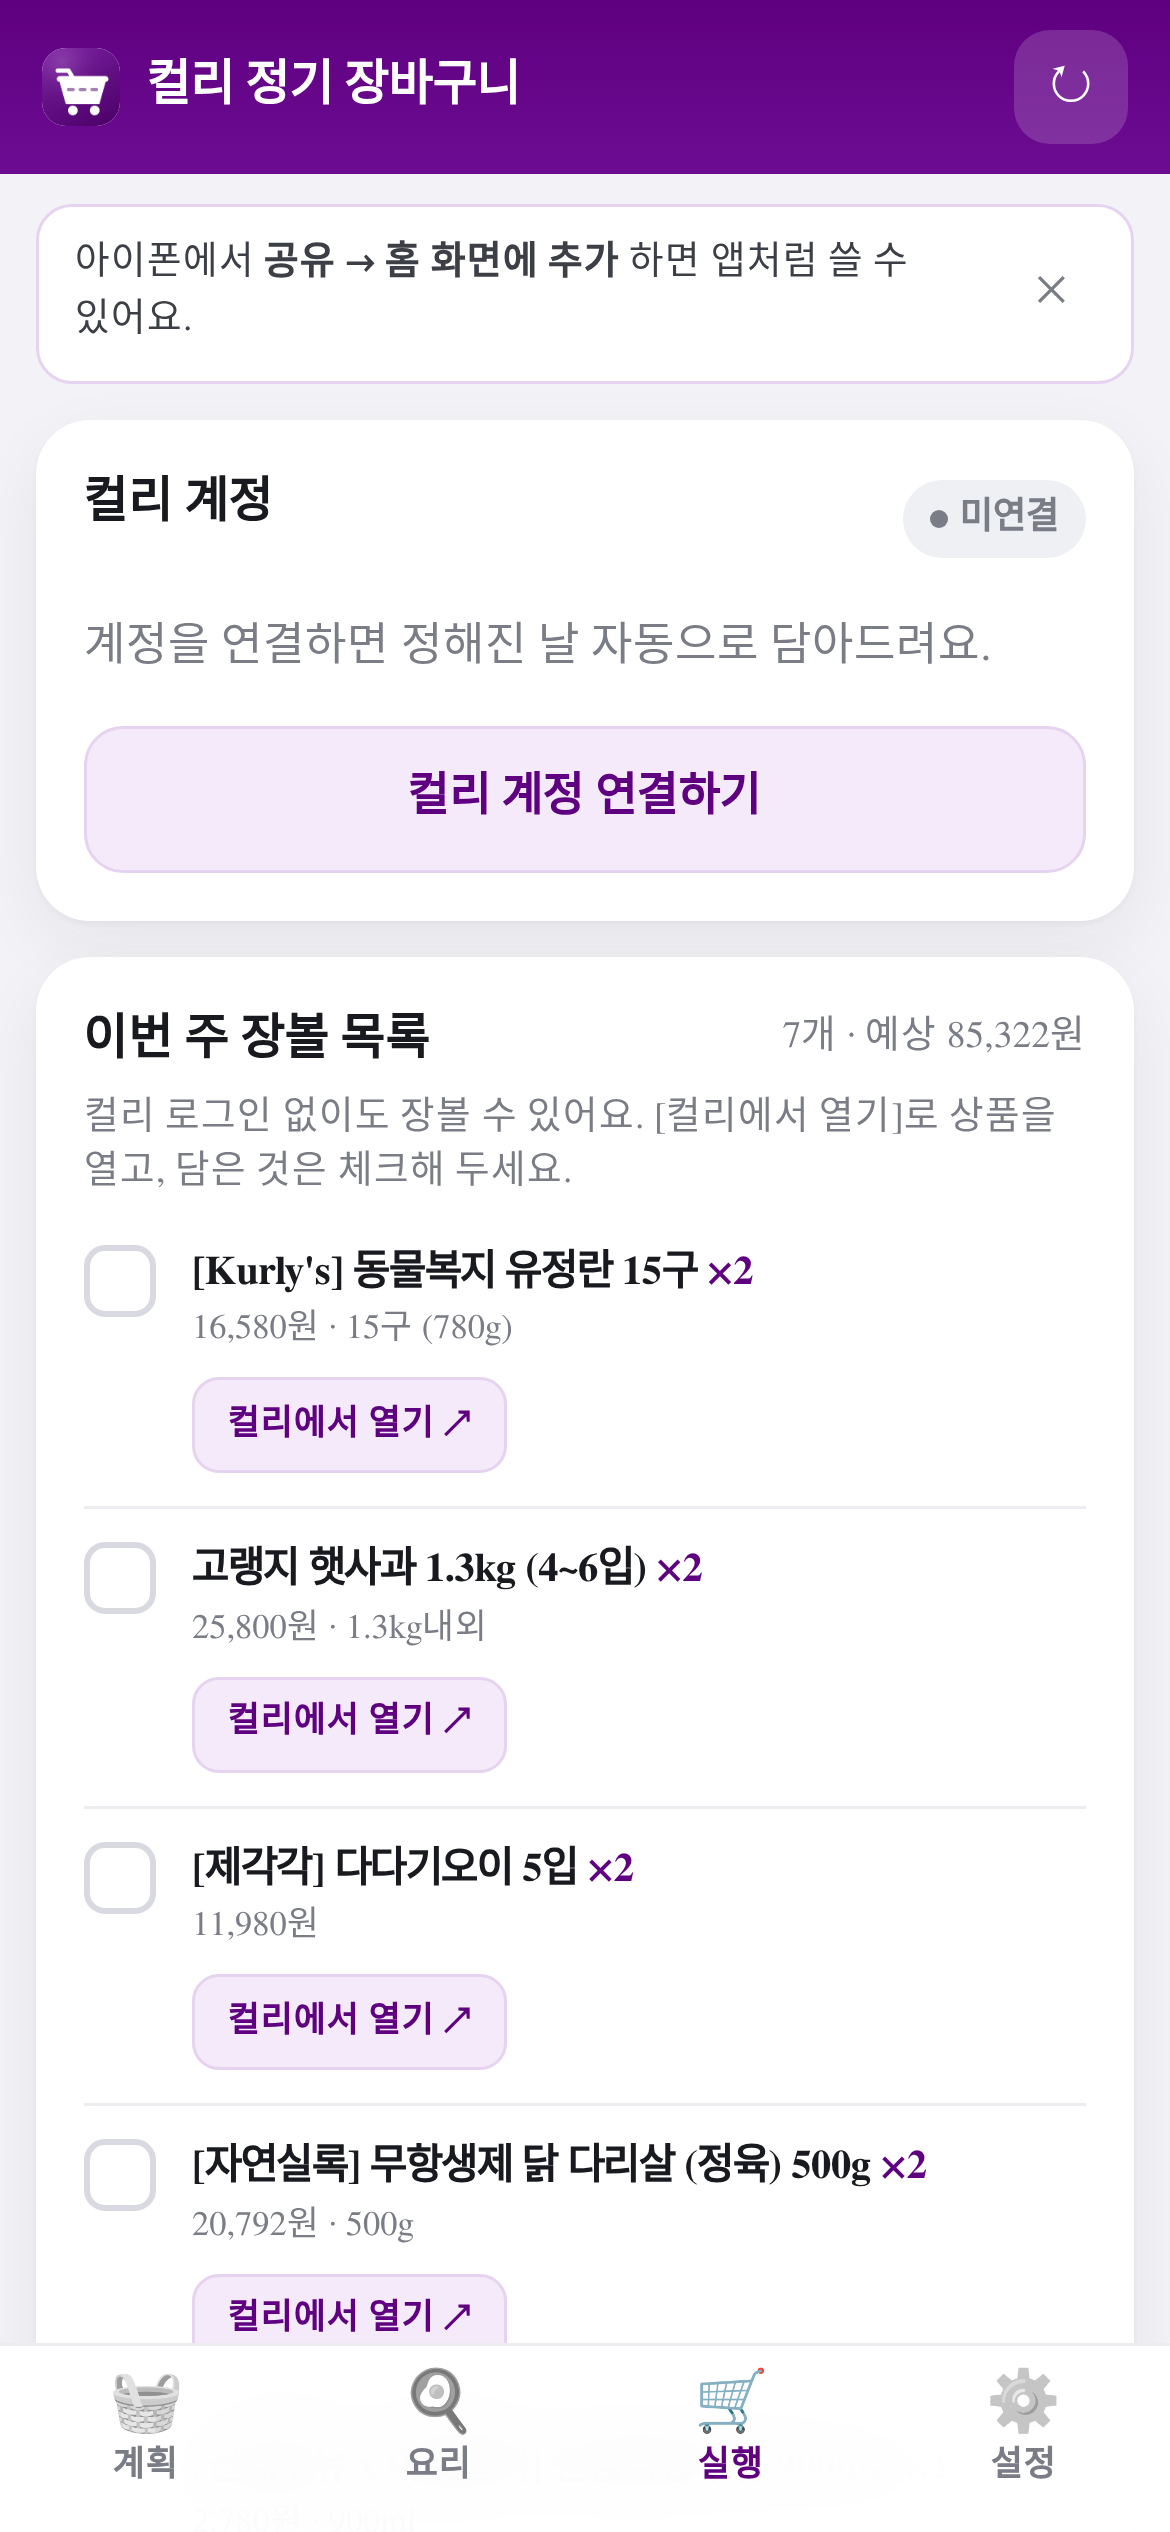 컬리 정기 장바구니
아이폰에서 공유 → 홈 화면에 추가 하면 앱처럼 쓸 수
있어요.
×
컬리 계정
미연결
계정을 연결하면 정해진 날 자동으로 담아드려요.
컬리 계정 연결하기
이번 주 장볼 목록
7개 · 예상 85,322원
컬리 로그인 없이도 장볼 수 있어요. [컬리에서 열기]로 상품을
열고, 담은 것은 체크해 두세요.
[Kurly's] 동물복지 유정란 15구 ×2
16,580원 · 15구 (780g)
컬리에서 열기 ↗
고랭지 햇사과 1.3kg (4~6입) ×2
25,800원 · 1.3kg내외
컬리에서 열기 ↗
[제각각] 다다기오이 5입 ×2
11,980원
컬리에서 열기 ↗
[자연실록] 무항생제 닭 다리살 (정육) 500g ×2
20,792원 · 500g
컬리에서 열기 ↗
계획
요리
실행
설정
2,780원 · 900ml